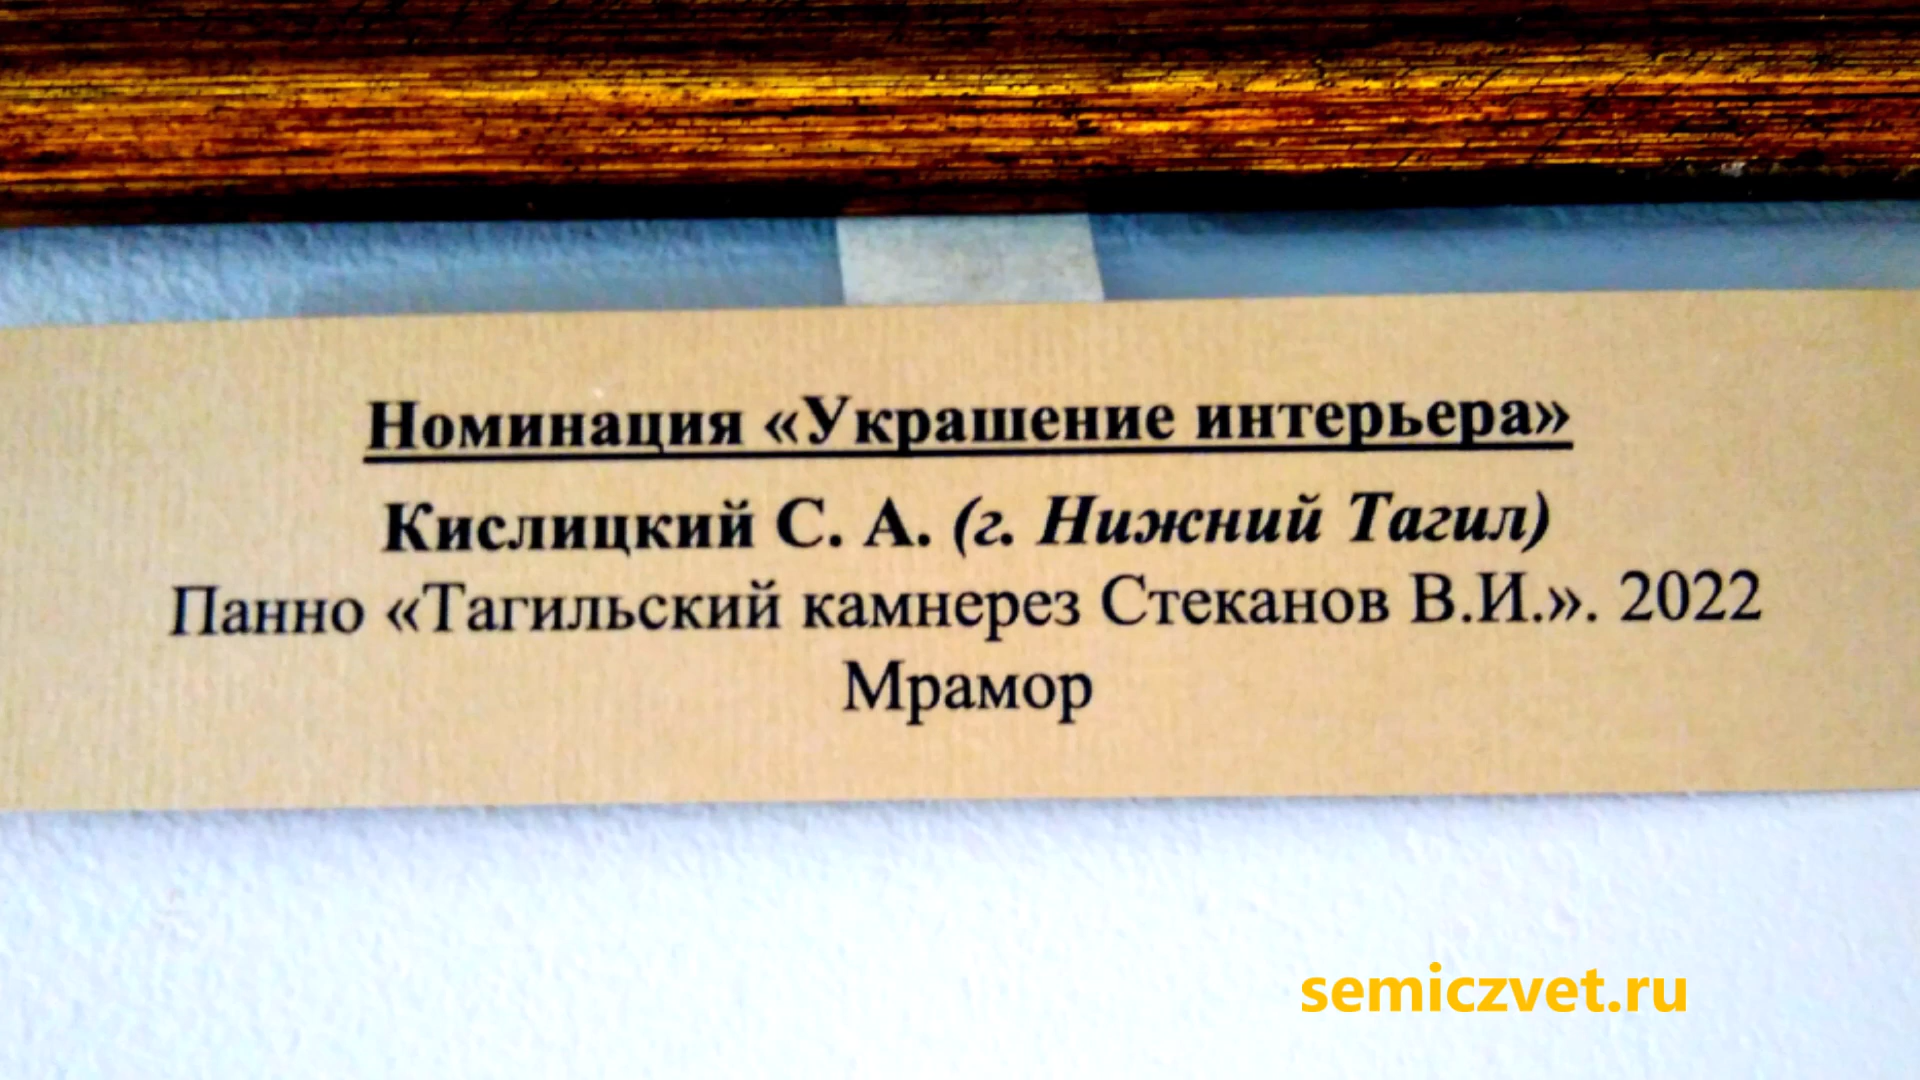 Номинация «Украшение интерьера»
Кислицкий С. А. (г. Нижний Тагил)
Панно «Тагильский камнерез Стеканов В.И.». 2022
Мрамор
semiczvet.ru